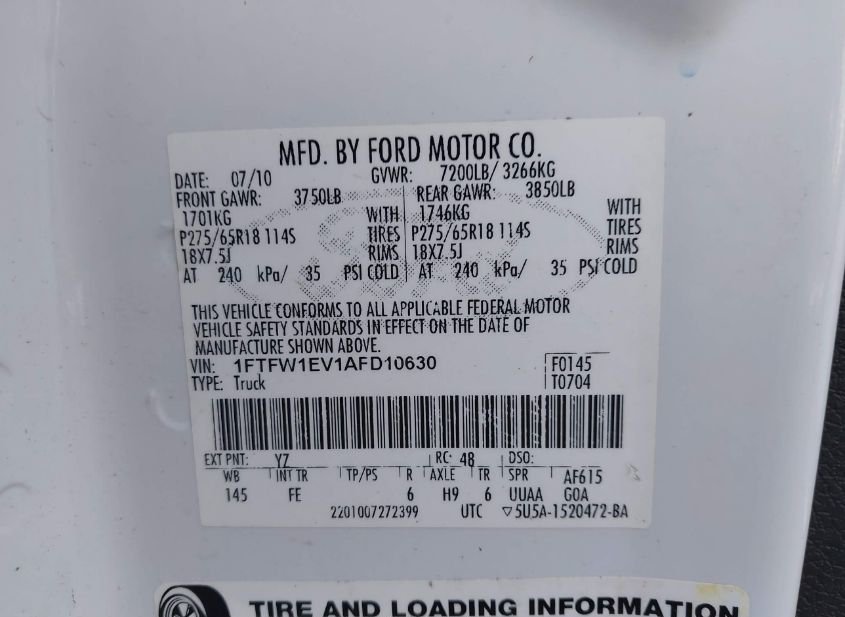 MFD. BY FORD MOTOR CO.
DATE: 07/10 GVWR: 7200LB/ 3266KG
FRONT GAWR: 3750LB REAR GAWR: 3850LB
1701KG WITH 1746KG WITH
P275/65R18 114S TIRES P275/65R18 114S TIRES
18X7.5J RIMS 18X7.5J RIMS
AT 240 kPa/ 35 PSI COLD AT 240 kPa/ 35 PSI COLD
THIS VEHICLE CONFORMS TO ALL APPLICABLE FEDERAL MOTOR
VEHICLE SAFETY STANDARDS IN EFFECT ON THE DATE OF
MANUFACTURE SHOWN ABOVE.
VIN: 1FTFW1EV1AFD10630 F0145
TYPE: Truck T0704
EXT PNT: YZ RC: 48 DSO:
WB INT TR TP/PS R AXLE TR SPR AF615
145 FE 6 H9 6 UUAA GOA
2201007272399 UTC ▽5U5A-1520472-BA
TIRE AND LOADING INFORMATION